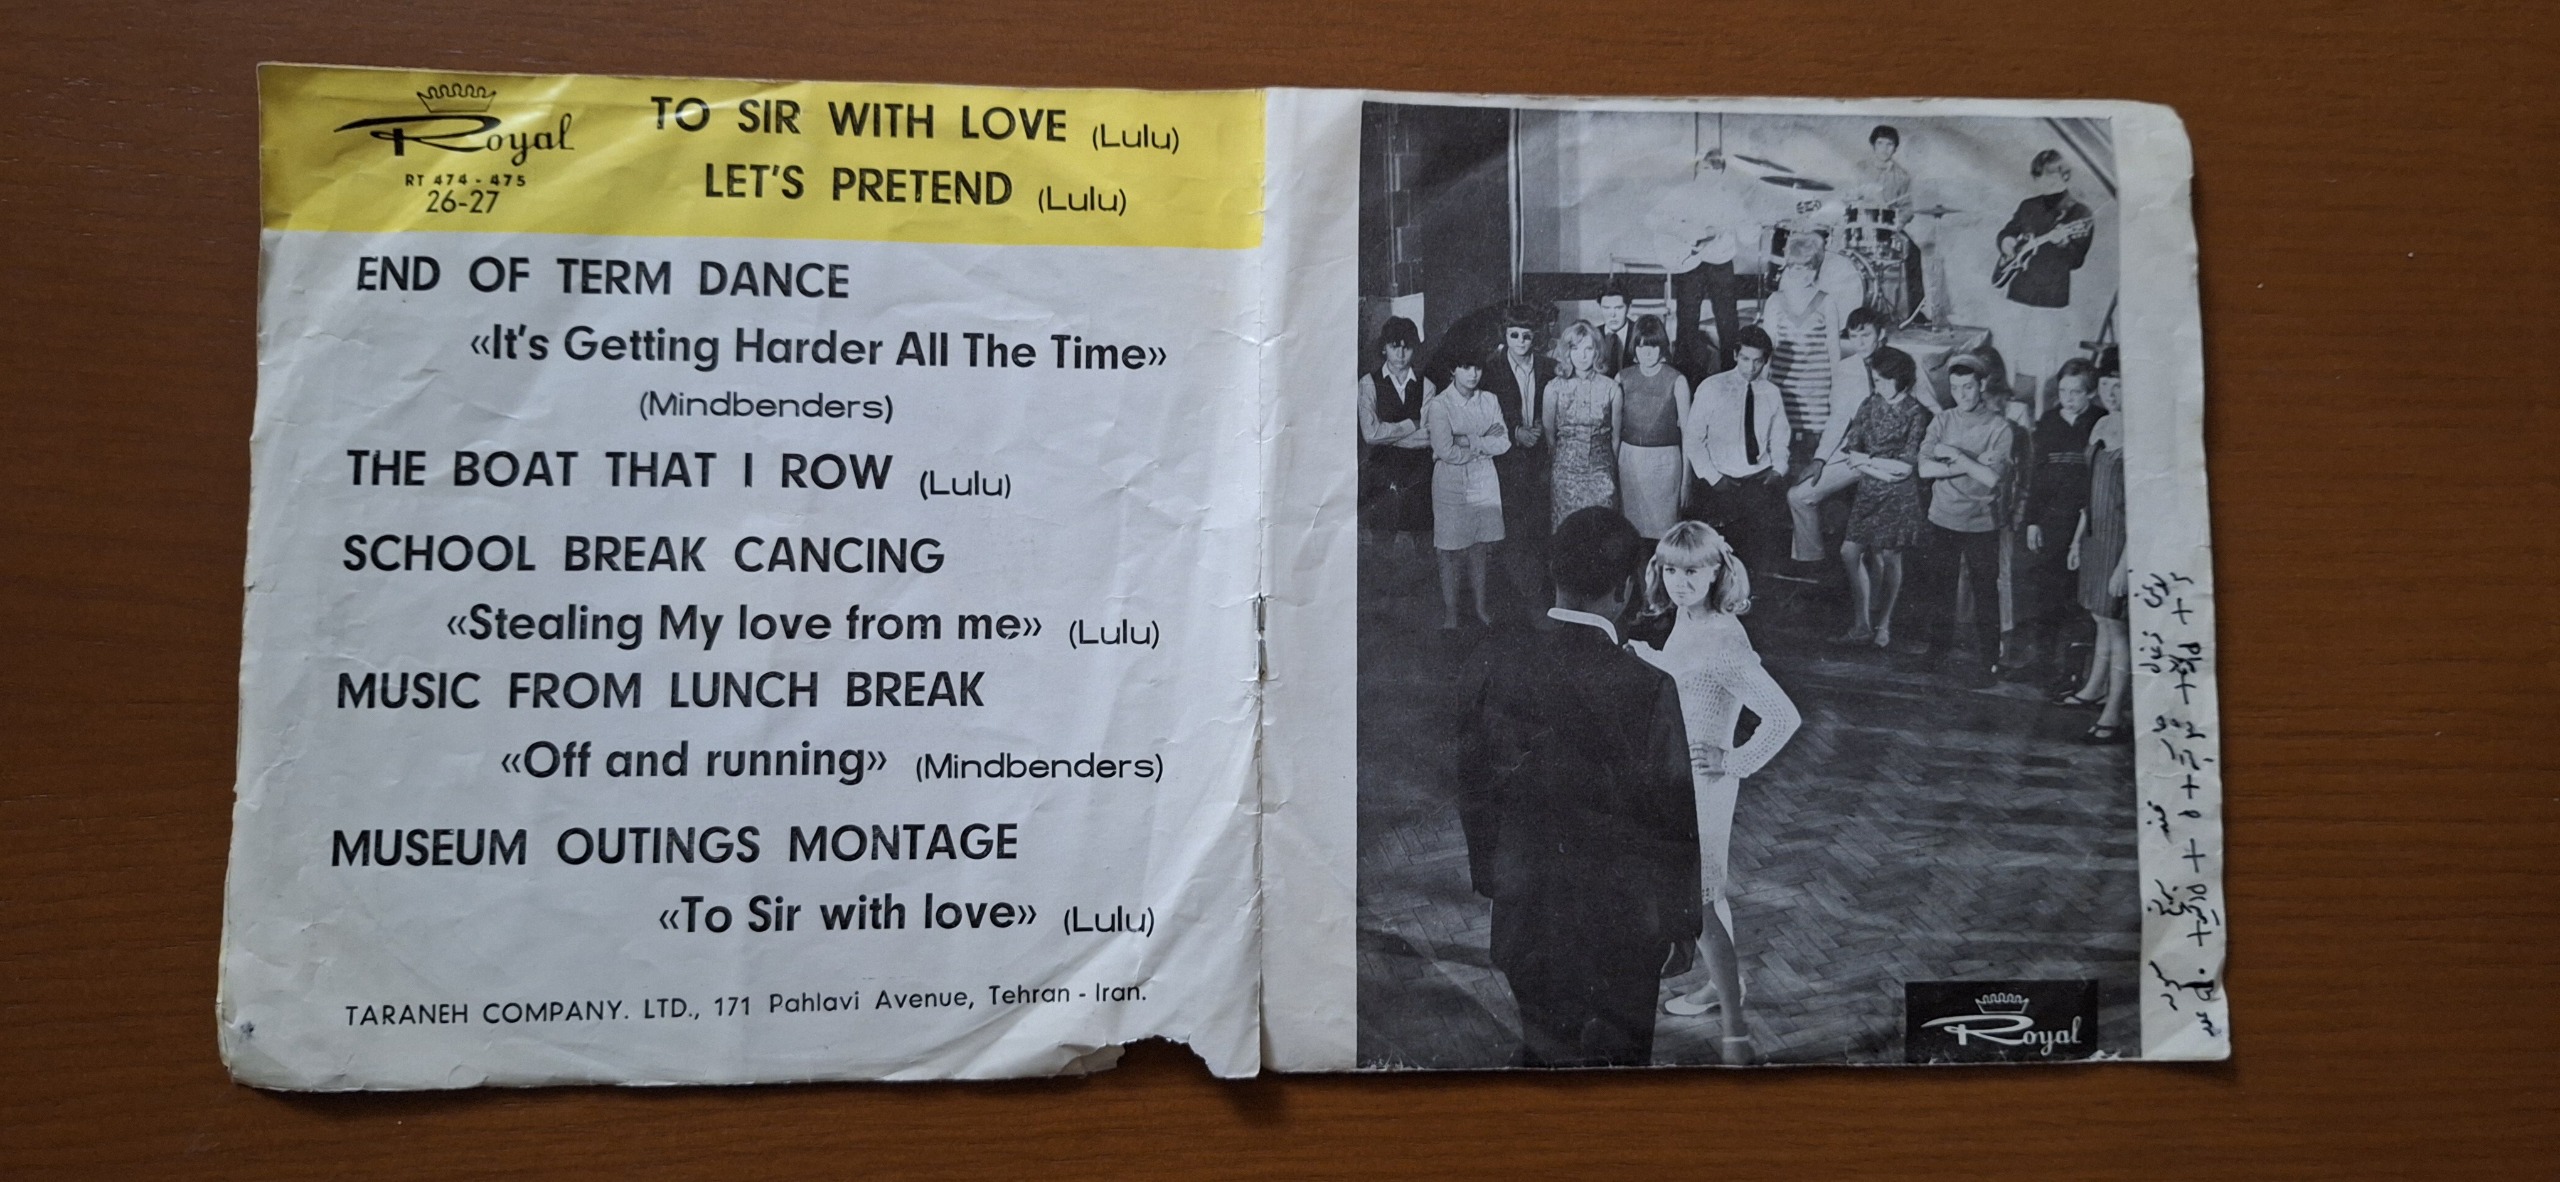 Royal
RT 474 - 475
26-27
TO SIR WITH LOVE (Lulu)
LET'S PRETEND (Lulu)
END OF TERM DANCE
«It's Getting Harder All The Time»
(Mindbenders)
THE BOAT THAT I ROW (Lulu)
SCHOOL BREAK CANCING
«Stealing My love from me» (Lulu)
MUSIC FROM LUNCH BREAK
«Off and running» (Mindbenders)
MUSEUM OUTINGS MONTAGE
«To Sir with love» (Lulu)
TARANEH COMPANY. LTD., 171 Pahlavi Avenue, Tehran - Iran.
Royal